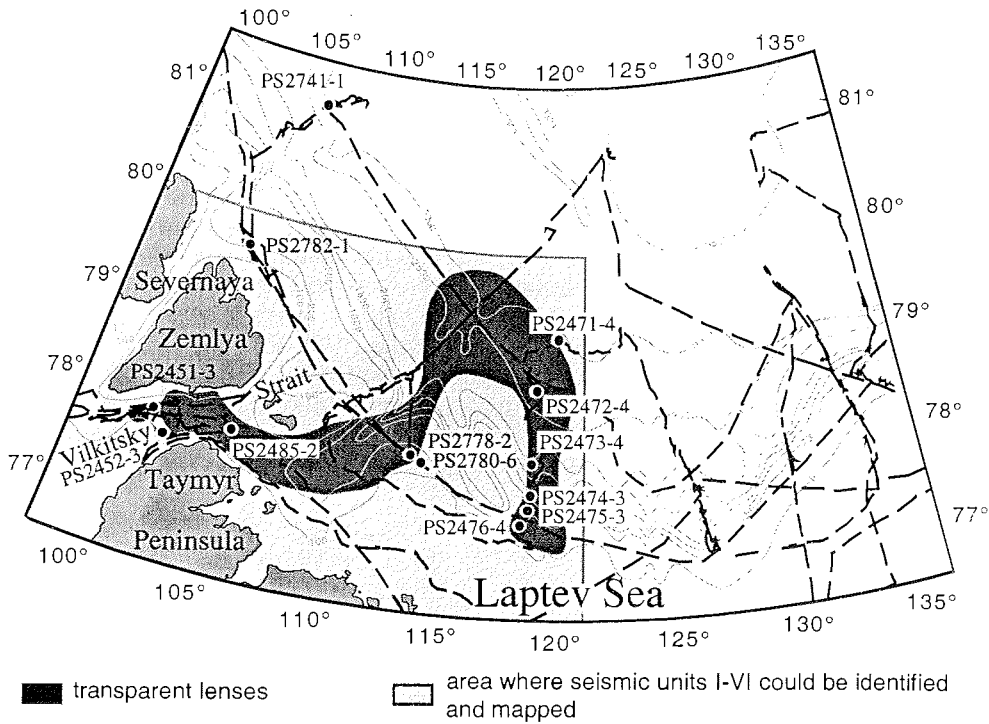 100°
105°
110°
115°
120°
125°
130°
135°
81°
80°
79°
78°
77°
81°
80°
79°
78°
77°
PS2741-1
PS2782-1
Severnaya
Zemlya
PS2451-3
Strait
Vilkitsky
PS2452-3
PS2485-2
Taymyr
Peninsula
PS2471-4
PS2472-4
PS2778-2
PS2473-4
PS2780-6
PS2474-3
PS2475-3
PS2476-4
Laptev Sea
100°
105°
110°
115°
120°
125°
130°
135°
transparent lenses
area where seismic units I-VI could be identified
and mapped